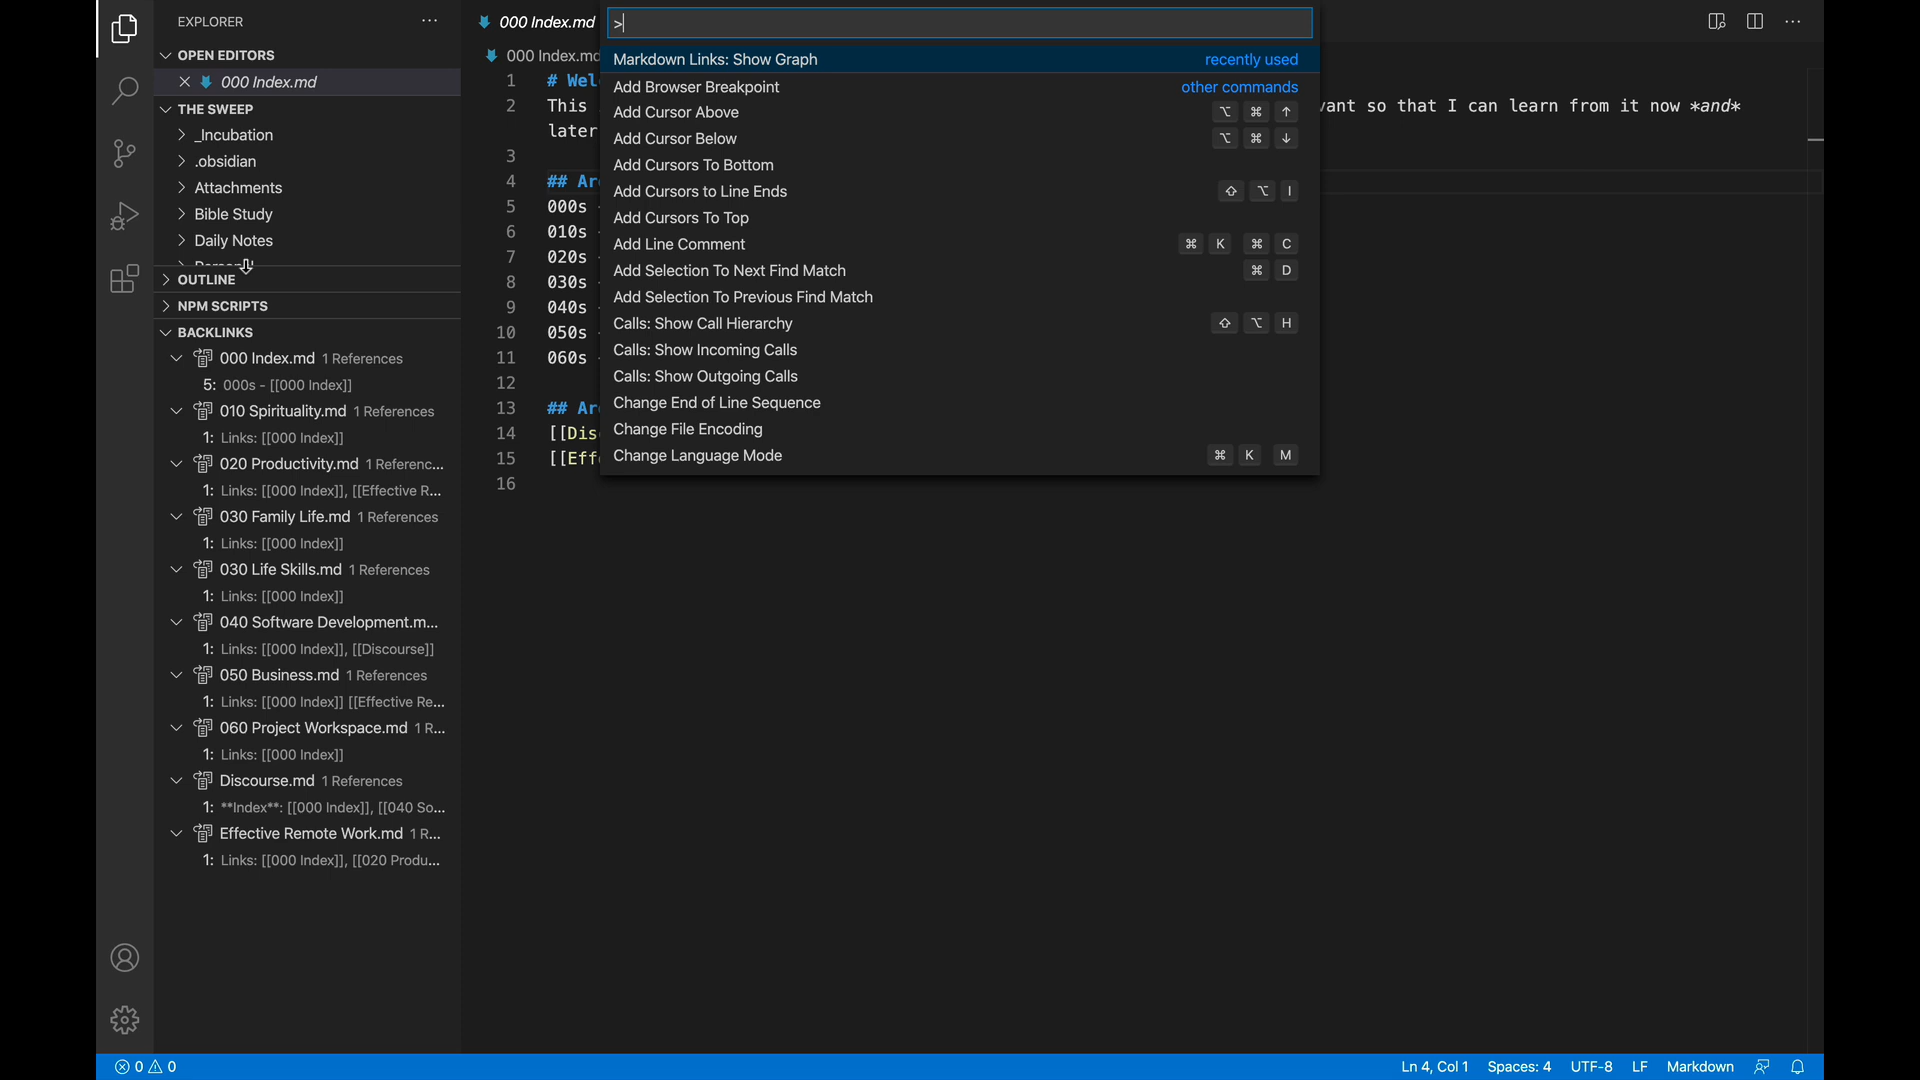 EXPLORER
OPEN EDITORS
000 Index.md
THE SWEEP
_Incubation
.obsidian
Attachments
Bible Study
Daily Notes
OUTLINE
NPM SCRIPTS
BACKLINKS
000 Index.md 1 References
5: 000s - [[000 Index]]
010 Spirituality.md 1 References
1: Links: [[000 Index]]
020 Productivity.md 1 Referenc...
1: Links: [[000 Index]], [[Effective R...
030 Family Life.md 1 References
1: Links: [[000 Index]]
030 Life Skills.md 1 References
1: Links: [[000 Index]]
040 Software Development.m...
1: Links: [[000 Index]], [[Discourse]]
050 Business.md 1 References
1: Links: [[000 Index]] [[Effective Re...
060 Project Workspace.md 1 R...
1: Links: [[000 Index]]
Discourse.md 1 References
1: **Index**: [[000 Index]], [[040 So...
Effective Remote Work.md 1 R...
1: Links: [[000 Index]], [[020 Produ...
000 Index.md
000 Index.md
1 # Wel
2 This vant so that I can learn from it now *and*
later
3
4 ## Ar
5 000s -
6 010s -
7 020s -
8 030s -
9 040s -
10 050s -
11 060s -
12
13 ## Ar
14 [[Dis
15 [[Eff
16
>
Markdown Links: Show Graph recently used
Add Browser Breakpoint other commands
Add Cursor Above ⌥ ⌘ ↑
Add Cursor Below ⌥ ⌘ ↓
Add Cursors To Bottom
Add Cursors to Line Ends ⇧ ⌥ I
Add Cursors To Top
Add Line Comment ⌘ K ⌘ C
Add Selection To Next Find Match ⌘ D
Add Selection To Previous Find Match
Calls: Show Call Hierarchy ⇧ ⌥ H
Calls: Show Incoming Calls
Calls: Show Outgoing Calls
Change End of Line Sequence
Change File Encoding
Change Language Mode ⌘ K M
0 0
Ln 4, Col 1 Spaces: 4 UTF-8 LF Markdown